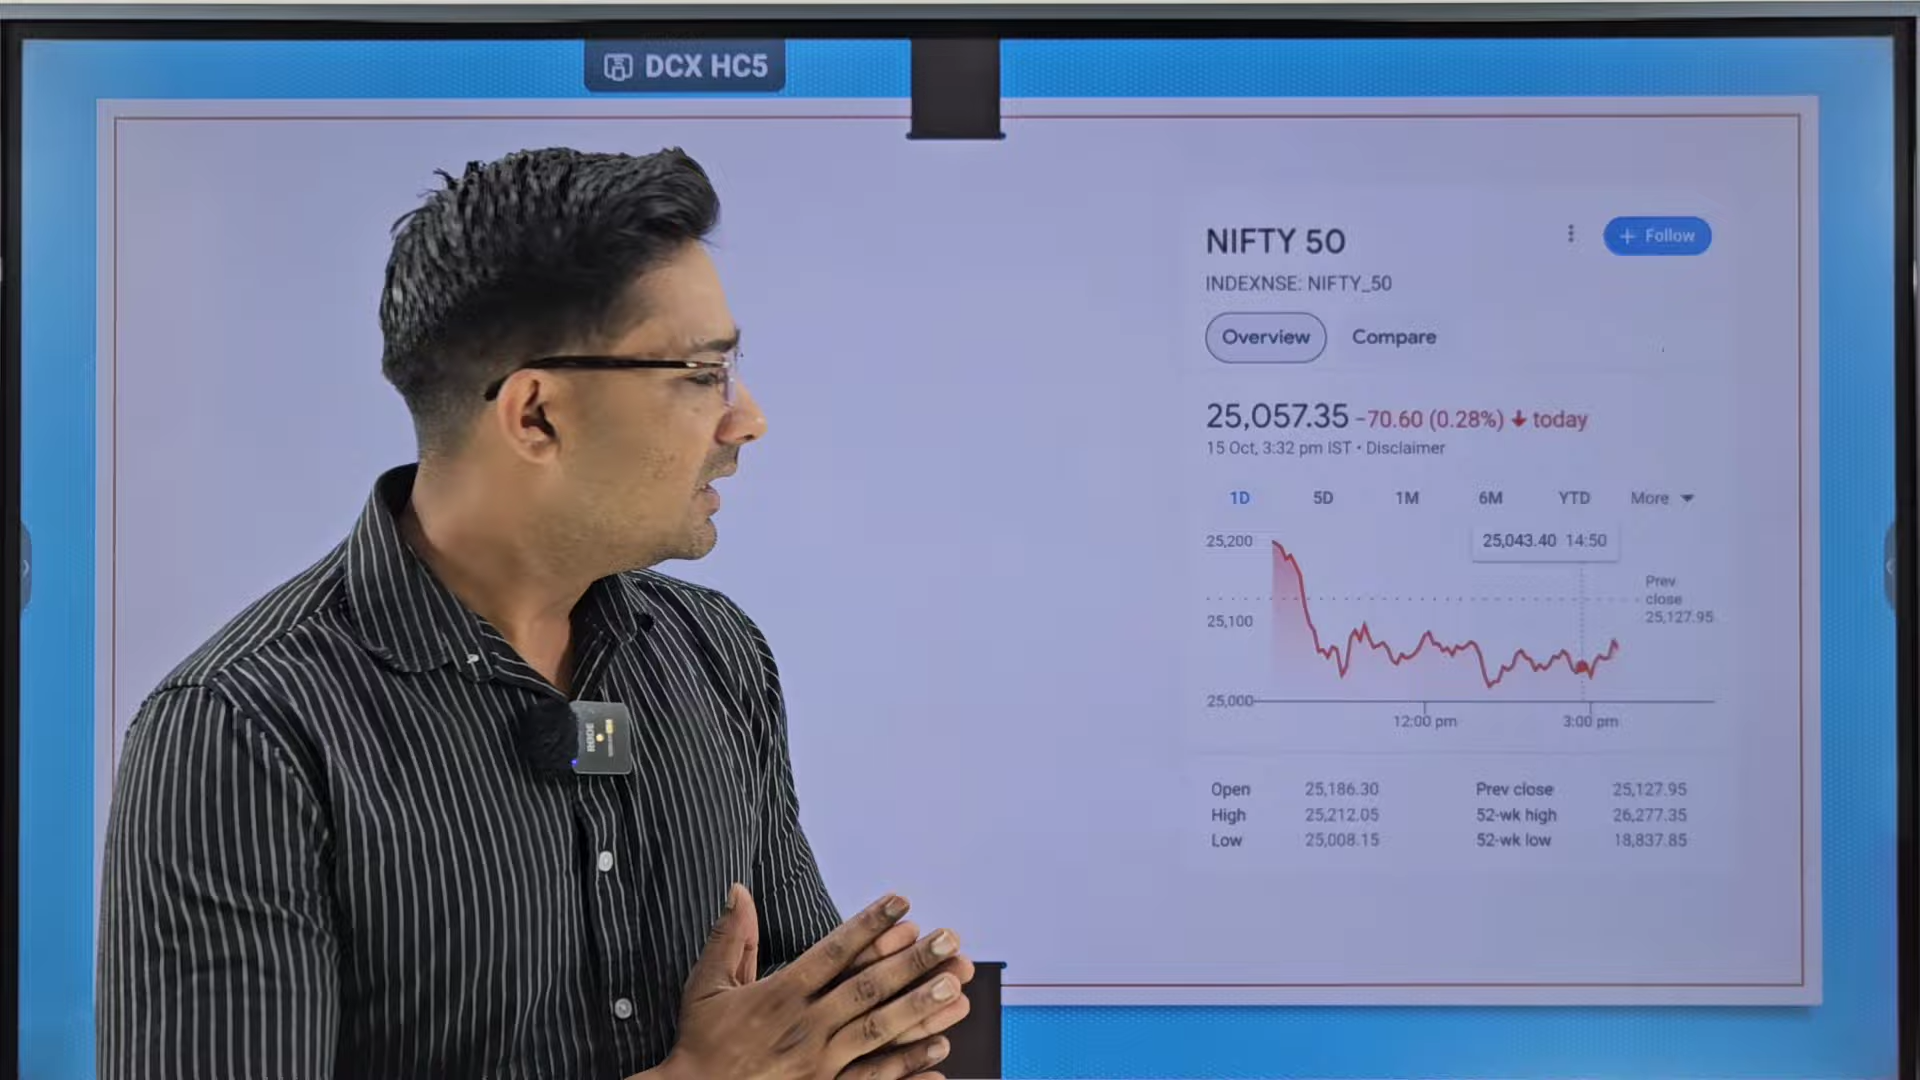 DCX HC5
NIFTY 50
+ Follow
INDEXNSE: NIFTY_50
Overview
Compare
25,057.35 -70.60 (0.28%) ↓ today
15 Oct, 3:32 pm IST • Disclaimer
1D 5D 1M 6M YTD More
25,043.40 14:50
25,200
Prev
close
25,127.95
25,100
25,000
12:00 pm 3:00 pm
Open 25,186.30 Prev close 25,127.95
High 25,212.05 52-wk high 26,277.35
Low 25,008.15 52-wk low 18,837.85
RØDE